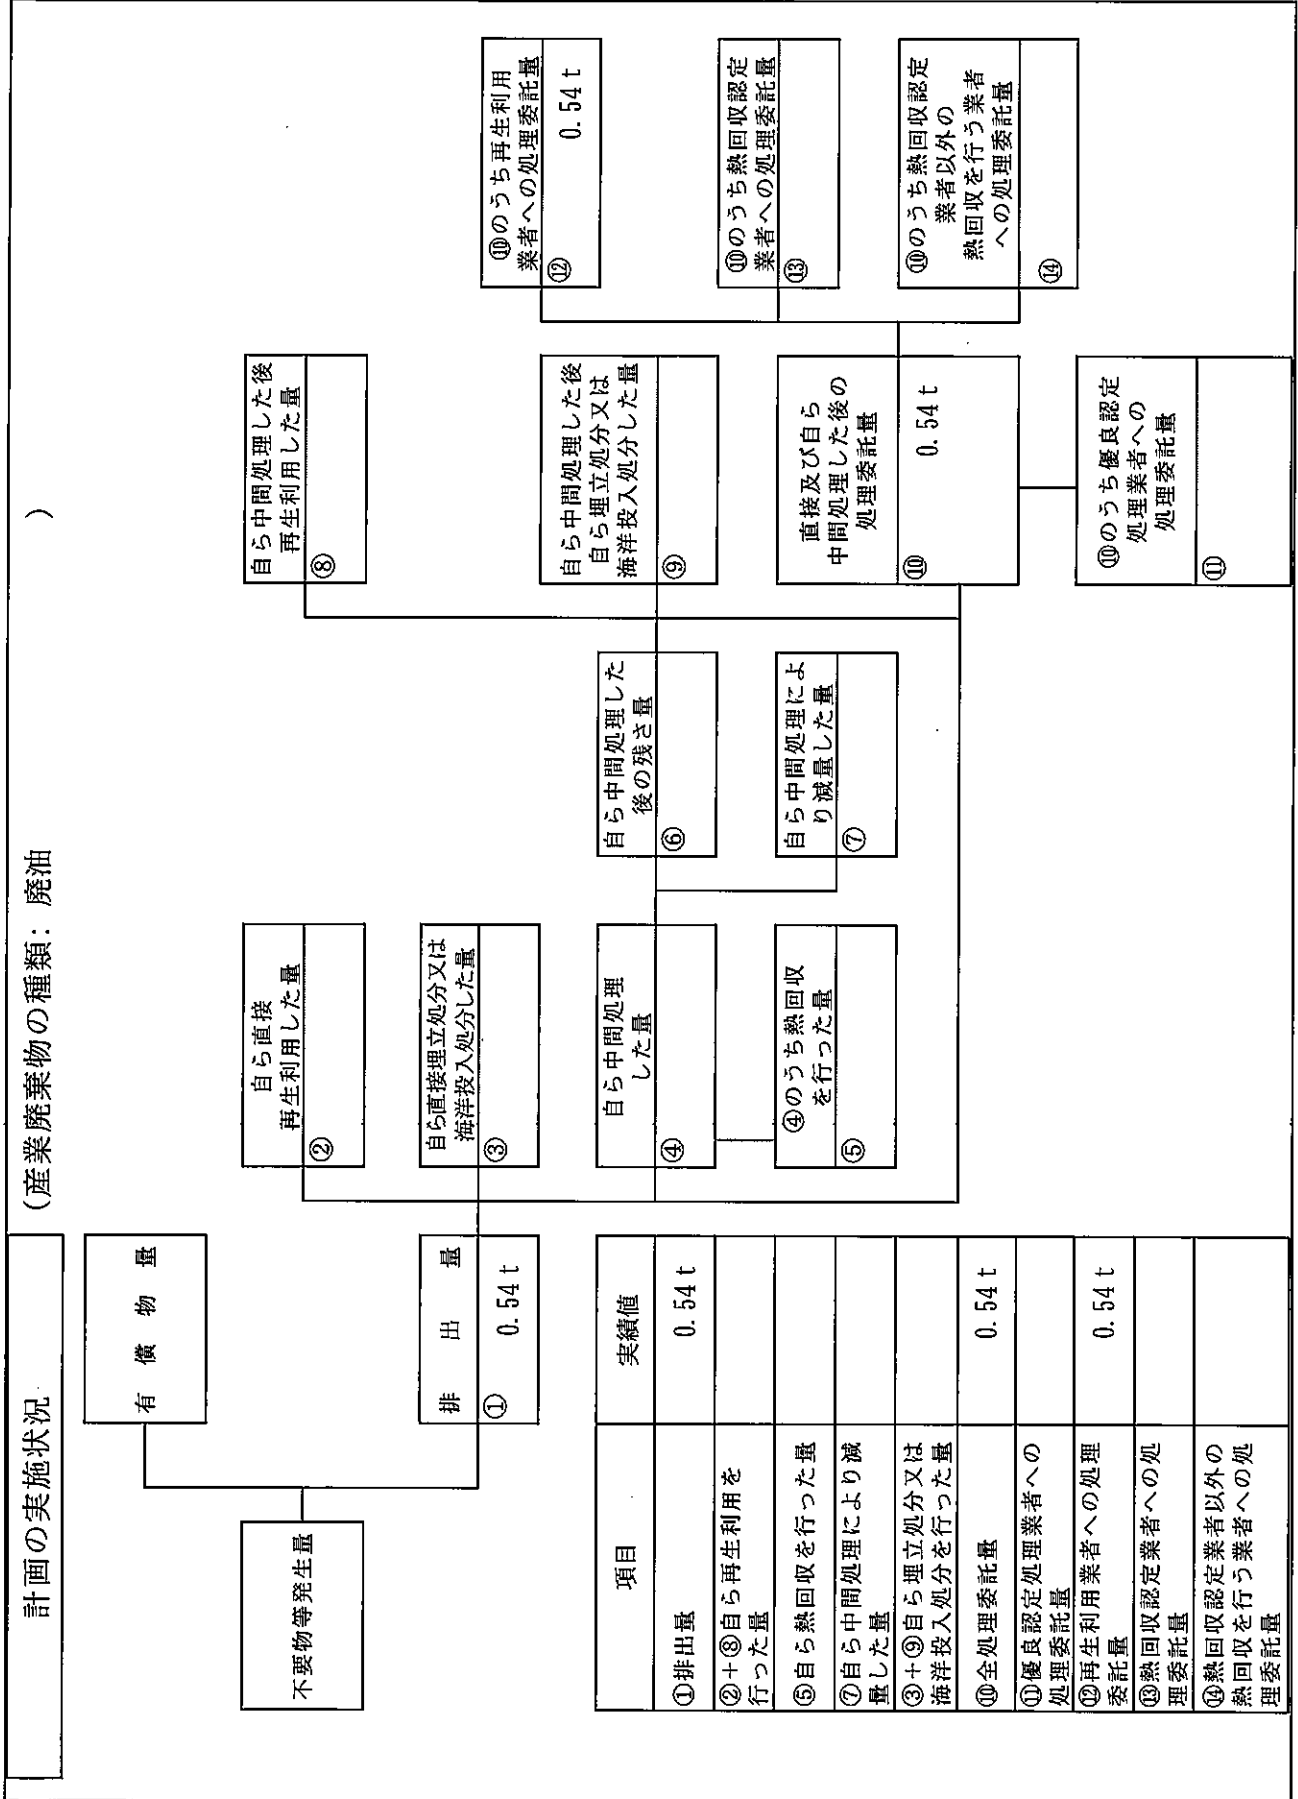 計画の実施状況
(産業廃棄物の種類: 廃油 )
不要物等発生量
有償物量
排出量
① 0.54t
自ら直接
再生利用した量
②
自ら直接埋立処分又は
海洋投入処分した量
③
自ら中間処理
した量
④
④のうち熱回収
を行った量
⑤
自ら中間処理した
後の残さ量
⑥
自ら中間処理によ
り減量した量
⑦
自ら中間処理した後
再生利用した量
⑧
自ら中間処理した後
自ら埋立処分又は
海洋投入処分した量
⑨
直接及び自ら
中間処理した後の
処理委託量
⑩ 0.54t
⑩のうち優良認定
処理業者への
処理委託量
⑪
⑩のうち再生利用
業者への処理委託量
⑫ 0.54t
⑩のうち熱回収認定
業者への処理委託量
⑬
⑩のうち熱回収認定
業者以外の
熱回収を行う業者
への処理委託量
⑭
項目 実績値
①排出量 0.54t
②+⑧自ら再生利用を
行った量
⑤自ら熱回収を行った量
⑦自ら中間処理により減
量した量
③+⑨自ら埋立処分又は
海洋投入処分を行った量
⑩全処理委託量 0.54t
⑪優良認定処理業者への
処理委託量
⑫再生利用業者への処理
委託量 0.54t
⑬熱回収認定業者への処
理委託量
⑭熱回収認定業者以外の
熱回収を行う業者への処
理委託量